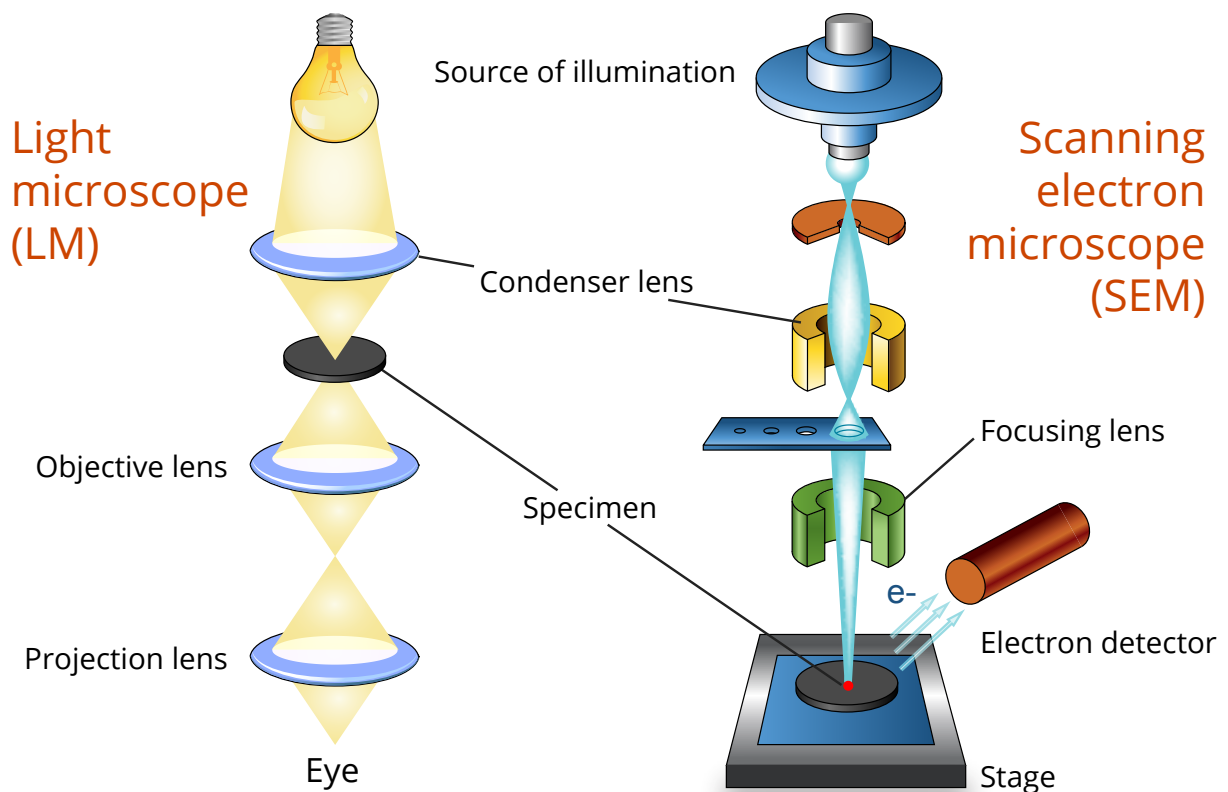 Source of illumination
Light
microscope
(LM)
Scanning
electron
microscope
(SEM)
Condenser lens
Focusing lens
Objective lens
Specimen
e-
Electron detector
Projection lens
Eye
Stage